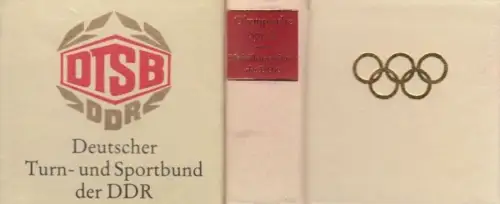 DTSB
DDR
Deutscher
Turn- und Sportbund
der DDR